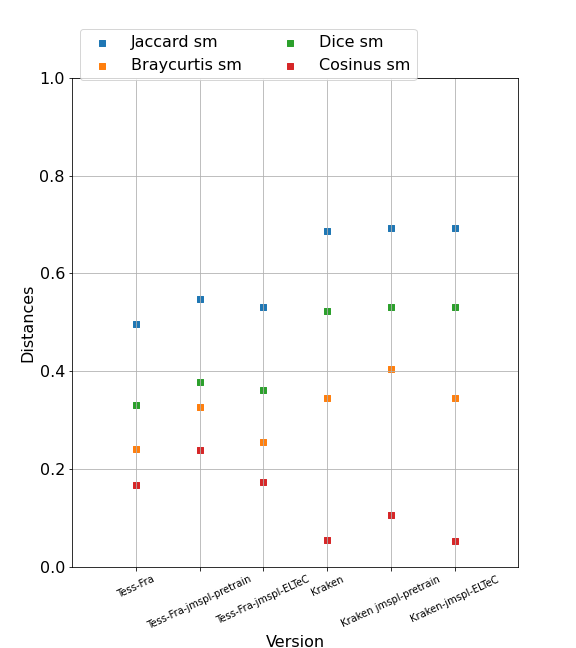 Jaccard sm Dice sm
Braycurtis sm Cosinus sm
1.0
0.8
0.6
0.4
0.2
0.0
Distances
Tess-Fra
Tess-Fra-jmspl-pretrain
Tess-Fra-jmspl-ELTeC
Kraken
Kraken jmspl-pretrain
Kraken-jmspl-ELTeC
Version